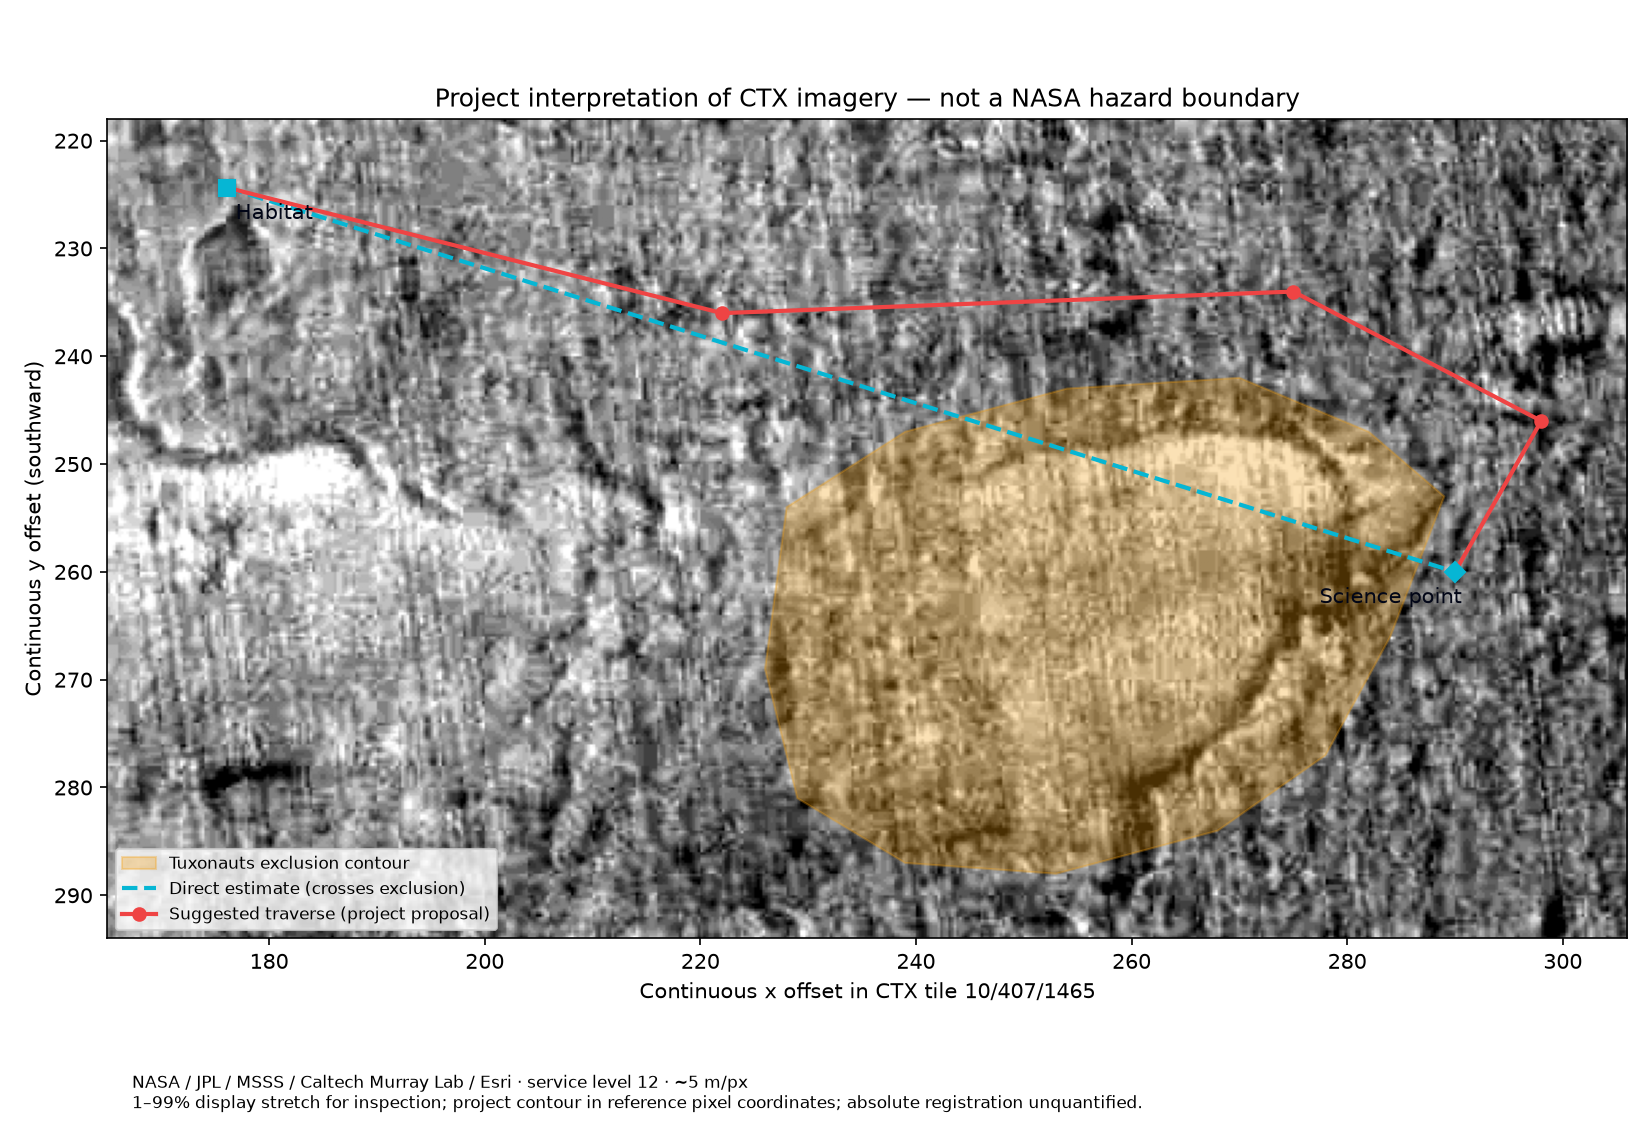 Project interpretation of CTX imagery — not a NASA hazard boundary
220
230
240
250
260
270
280
290
Continuous y offset (southward)
Habitat
Science point
Tuxonauts exclusion contour
Direct estimate (crosses exclusion)
Suggested traverse (project proposal)
180 200 220 240 260 280 300
Continuous x offset in CTX tile 10/407/1465
NASA / JPL / MSSS / Caltech Murray Lab / Esri · service level 12 · ~5 m/px
1–99% display stretch for inspection; project contour in reference pixel coordinates; absolute registration unquantified.